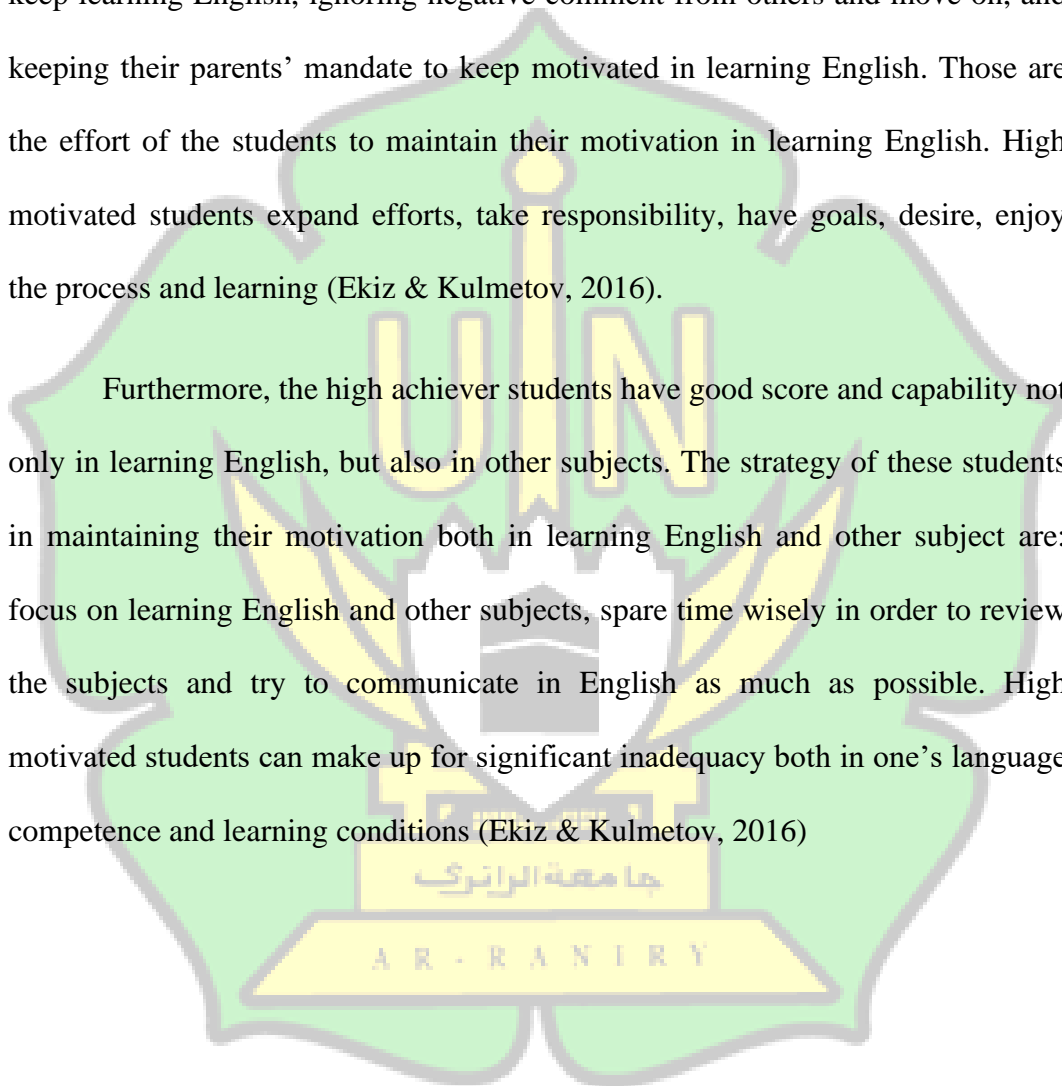 keep learning English, ignoring negative comment from others and move on, and
keeping their parents' mandate to keep motivated in learning English. Those are
the effort of the students to maintain their motivation in learning English. High
motivated students expand efforts, take responsibility, have goals, desire, enjoy
the process and learning (Ekiz & Kulmetov, 2016).
Furthermore, the high achiever students have good score and capability not
only in learning English, but also in other subjects. The strategy of these students
in maintaining their motivation both in learning English and other subject are:
focus on learning English and other subjects, spare time wisely in order to review
the subjects and try to communicate in English as much as possible. High
motivated students can make up for significant inadequacy both in one's language
competence and learning conditions (Ekiz & Kulmetov, 2016)
UIN
جامعة الرانري
AR-RANIRY